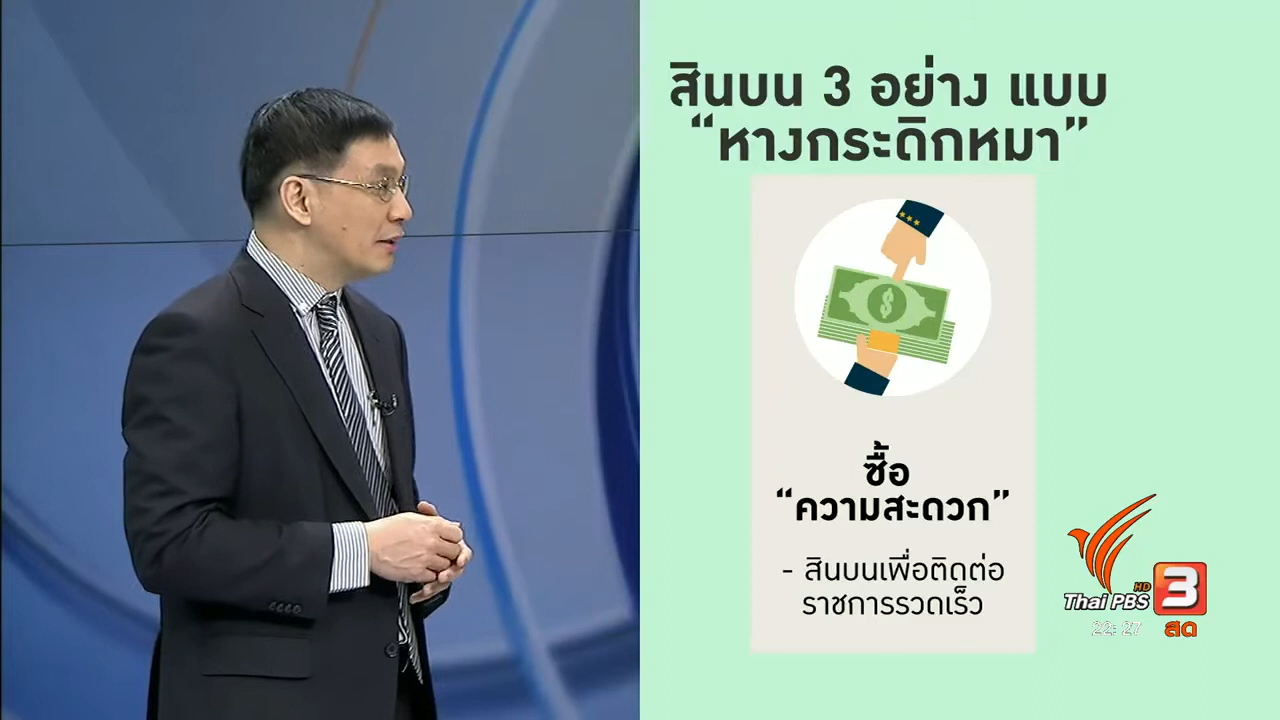 สินบน 3 อย่าง แบบ
“หางกระดิกหมา”
ซื้อ
“ความสะดวก”
- สินบนเพื่อติดต่อ
ราชการรวดเร็ว
HD
Thai PBS 3
22: 27 สด